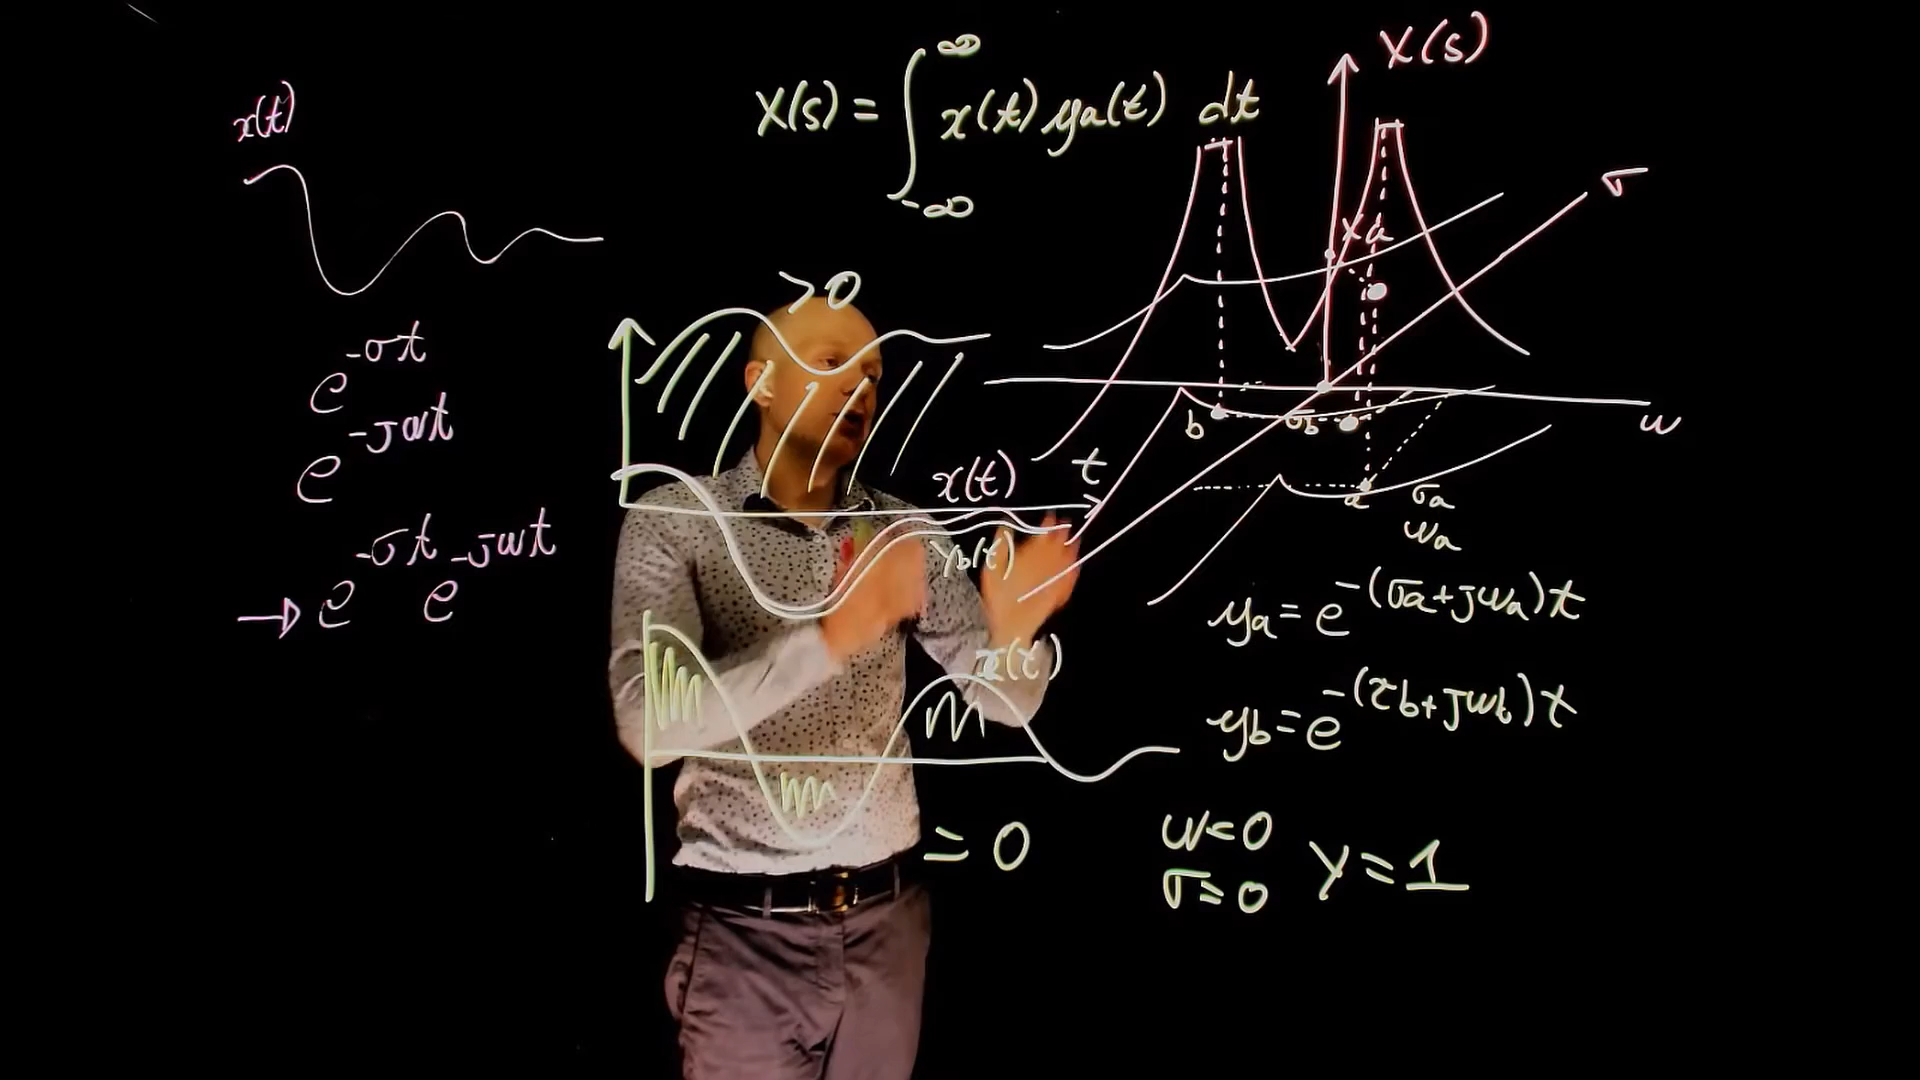 x(t)
e^-σt
e^-jωt
→ e^-σt e^-jωt
X(s) = ∫_-∞^∞ x(t) ya(t) dt
>0
x(t)
t
yb(t)
x(t)
= 0
X(s)
σ
Xa
ω
b
σb
a
σa
ωa
ya = e^-(σa+jωa)t
yb = e^-(τb+jωb)t
ω=0
σ=0
y=1